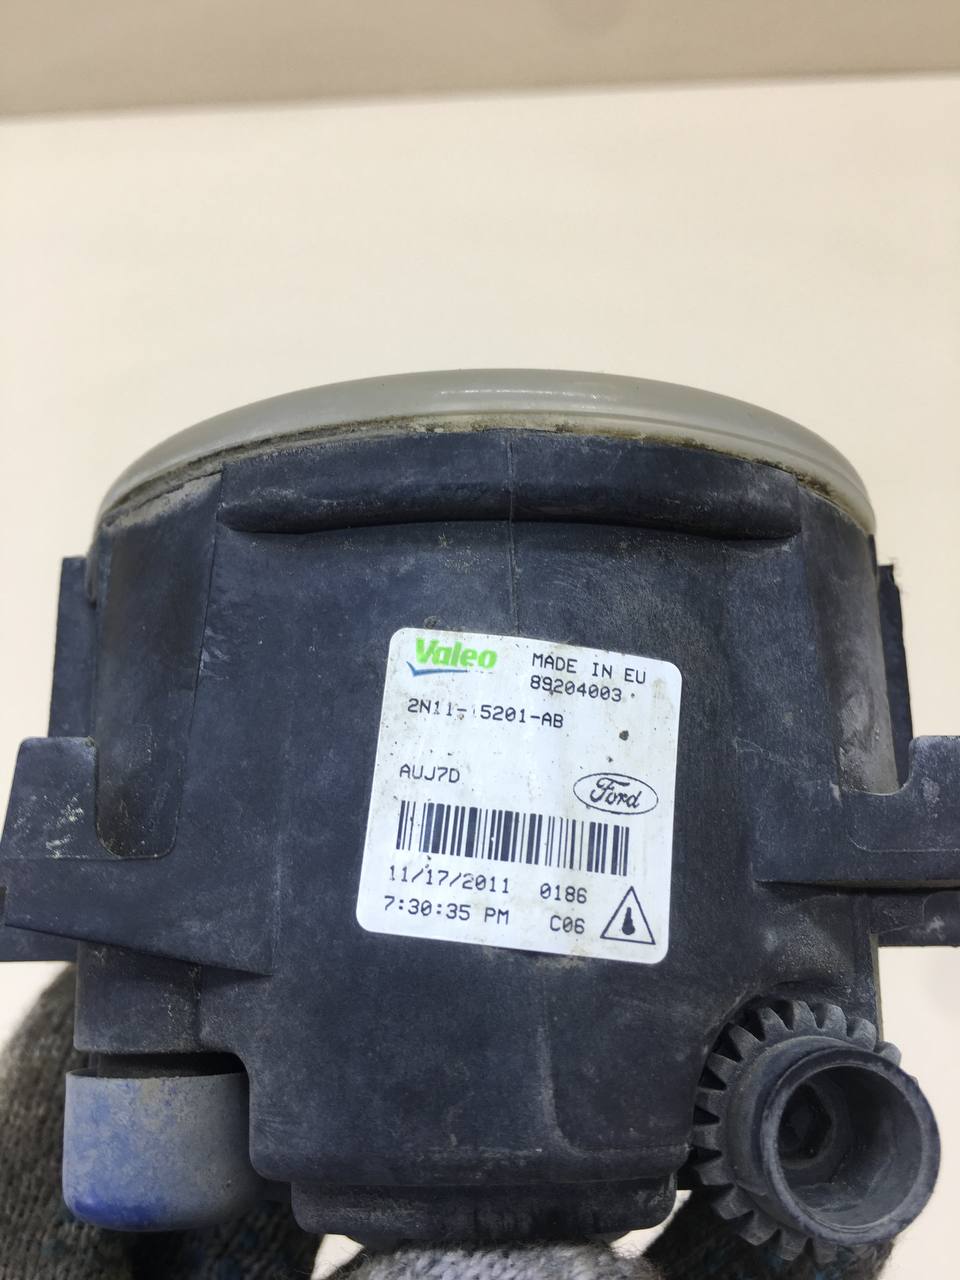 Valeo
MADE IN EU
89204003
2N11-15201-AB
AUJ7D
Ford
11/17/2011 0186
7:30:35 PM C06